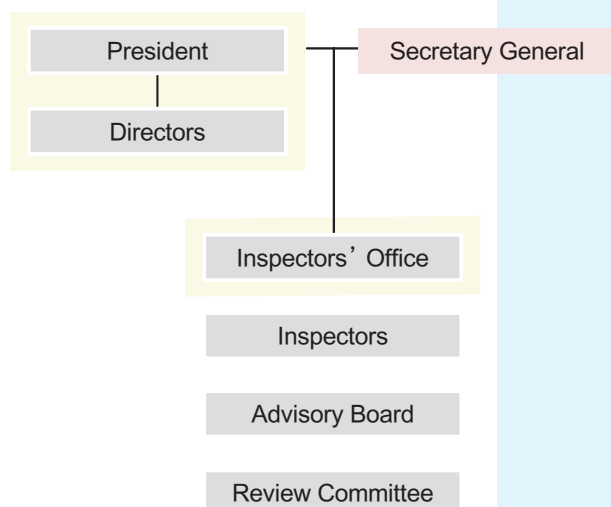 President
Secretary General
Directors
Inspectors’ Office
Inspectors
Advisory Board
Review Committee